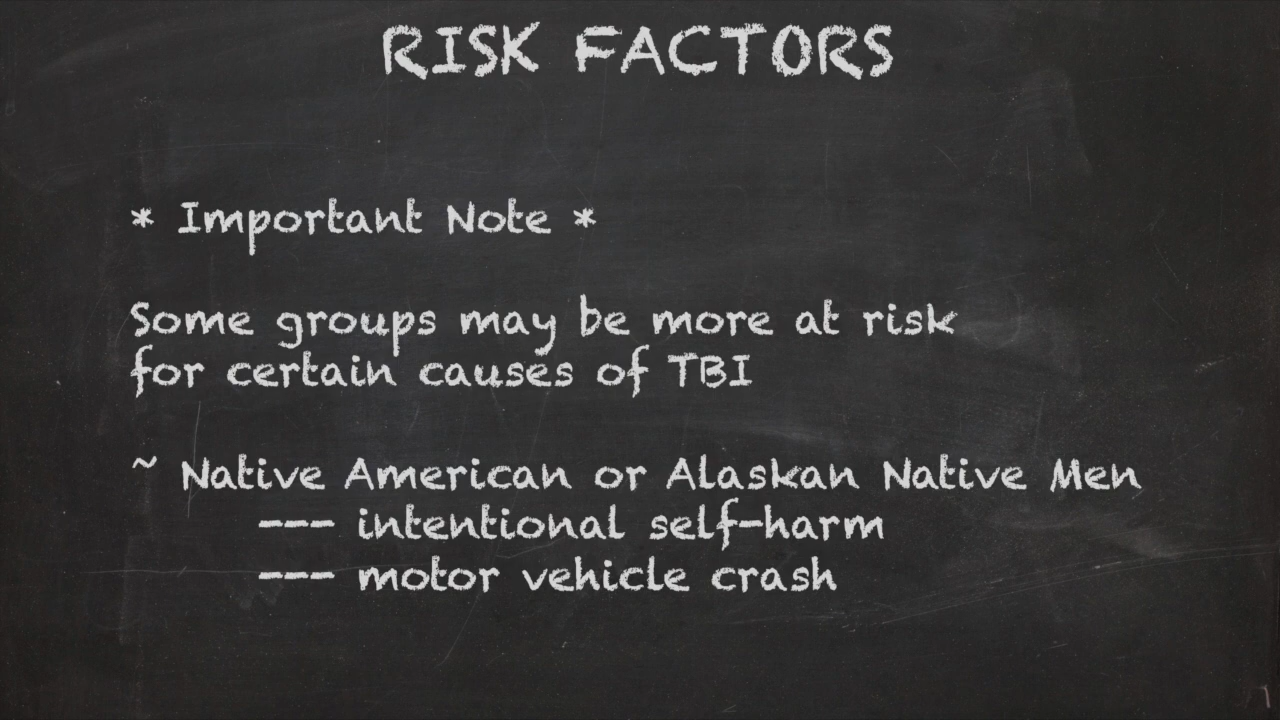 RISK FACTORS
* Important Note *
Some groups may be more at risk
for certain causes of TBI
~ Native American or Alaskan Native Men
--- intentional self-harm
--- motor vehicle crash